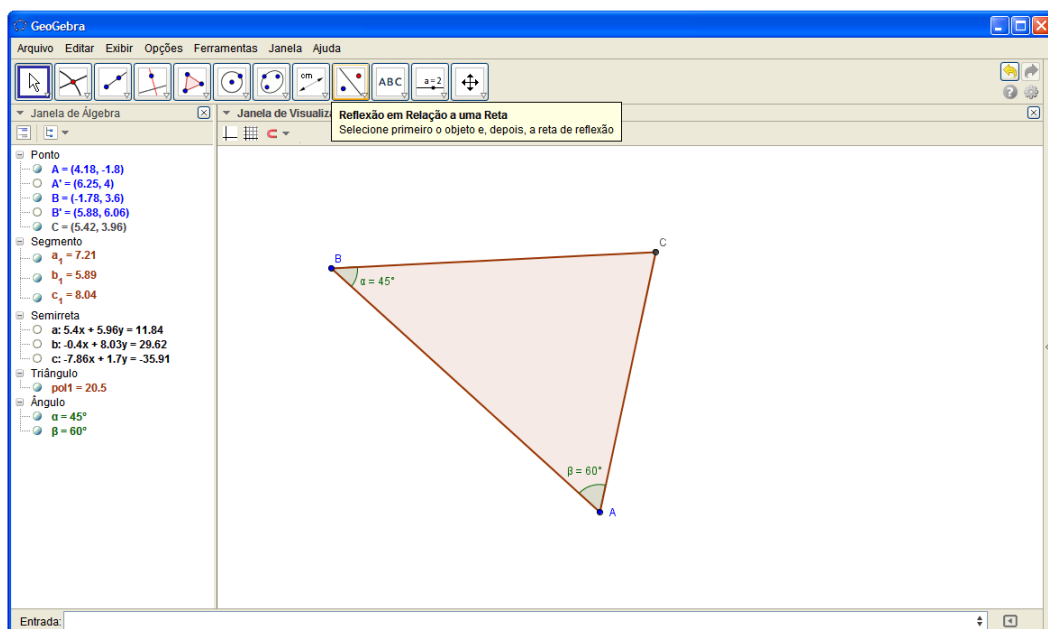 GeoGebra
Arquivo Editar Exibir Opções Ferramentas Janela Ajuda
ABC
a=2
Janela de Álgebra
Janela de Visualiza
Reflexão em Relação a uma Reta
Selecione primeiro o objeto e, depois, a reta de reflexão
Ponto
A = (4.18, -1.8)
A' = (6.25, 4)
B = (-1.78, 3.6)
B' = (5.88, 6.06)
C = (5.42, 3.96)
Segmento
a₁ = 7.21
b₁ = 5.89
c₁ = 8.04
Semirreta
a: 5.4x + 5.96y = 11.84
b: -0.4x + 8.03y = 29.62
c: -7.86x + 1.7y = -35.91
Triângulo
pol1 = 20.5
Ângulo
α = 45°
β = 60°
B
C
α = 45°
β = 60°
A
Entrada: